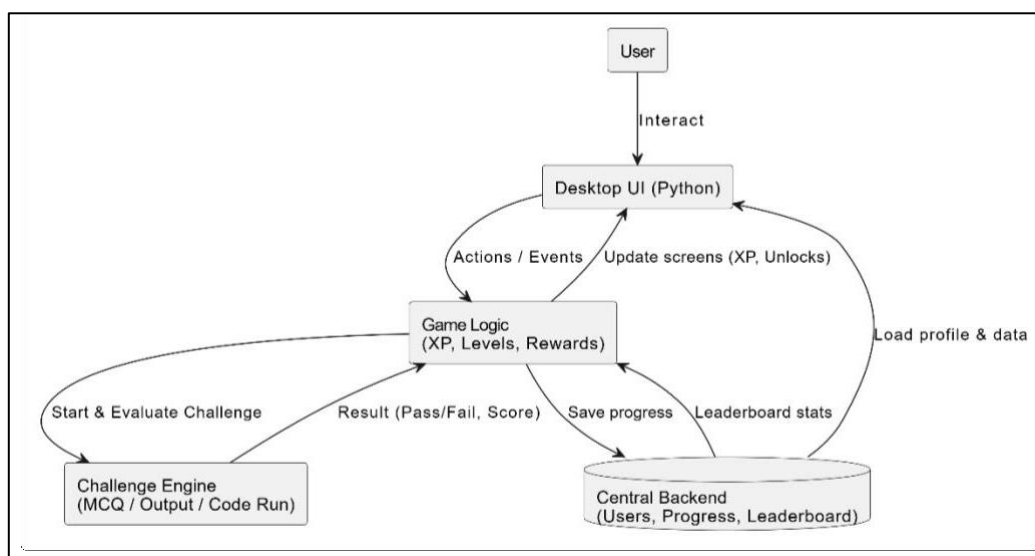 User
Interact
Desktop UI (Python)
Actions / Events
Update screens (XP, Unlocks)
Game Logic
(XP, Levels, Rewards)
Load profile & data
Start & Evaluate Challenge
Result (Pass/Fail, Score)
Save progress
Leaderboard stats
Challenge Engine
(MCQ / Output / Code Run)
Central Backend
(Users, Progress, Leaderboard)